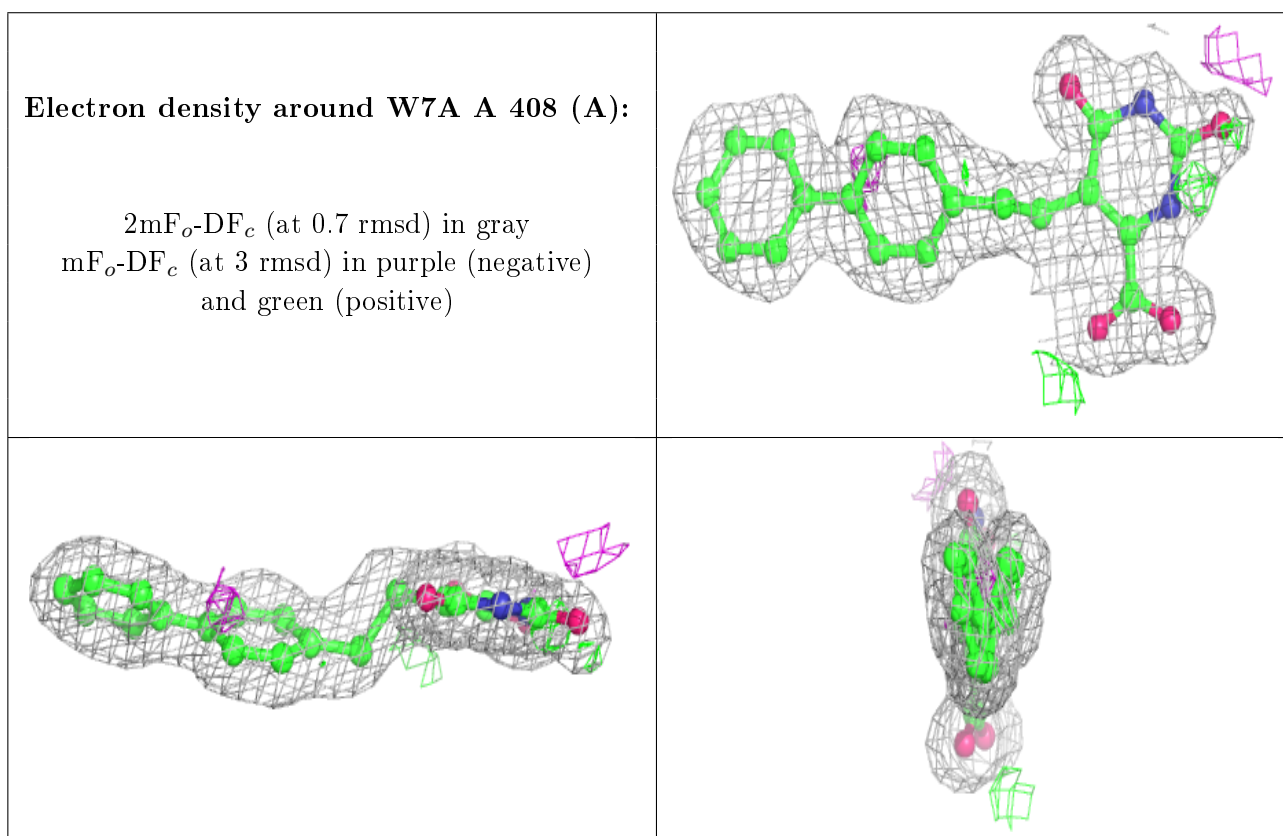 Electron density around W7A A 408 (A):
2mFₒ-DF𝒸 (at 0.7 rmsd) in gray
mFₒ-DF𝒸 (at 3 rmsd) in purple (negative)
and green (positive)